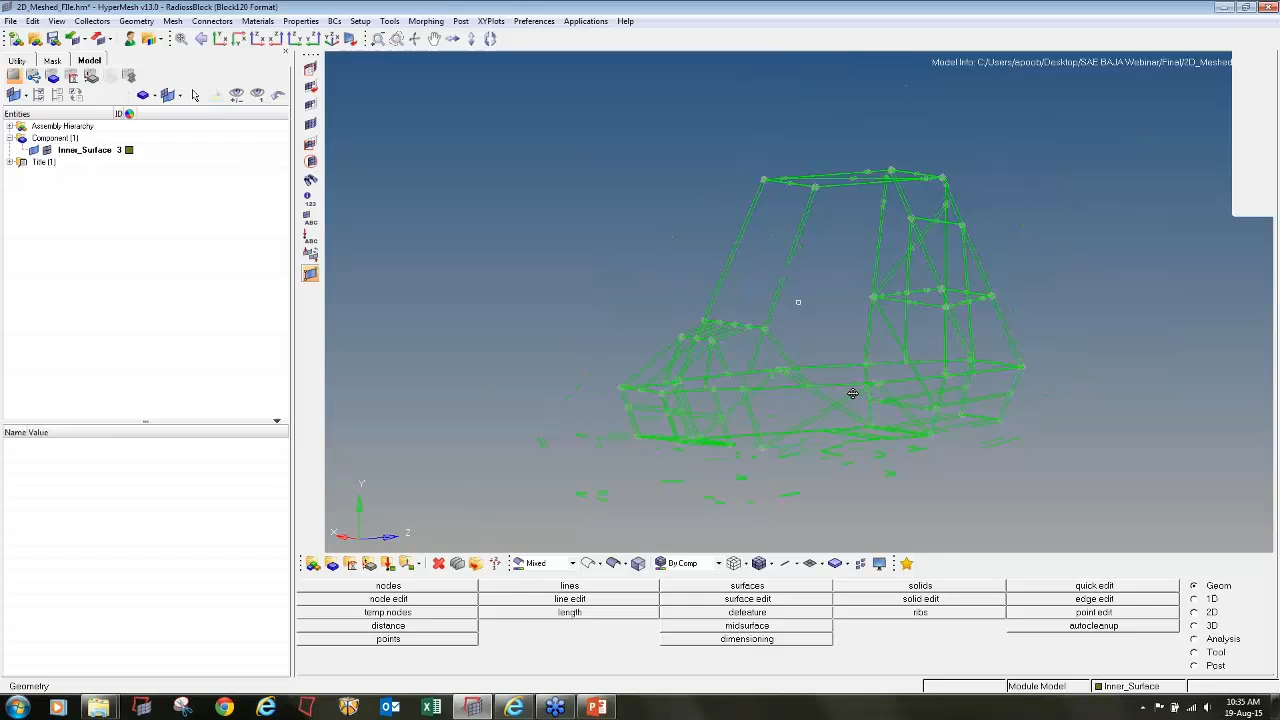 2D_Meshed_FIle.hm* - HyperMesh v13.0 - RadiossBlock (Block120 Format)
File Edit View Collectors Geometry Mesh Connectors Materials Properties BCs Setup Tools Morphing Post XYPlots Preferences Applications Help
Utility Mask Model
Model Info: C:/Users/apoob/Desktop/SAE BAJA Webinar/Final/2D_Meshed
Entities ID
Assembly Hierarchy
Component (1)
Inner_Surface 3
Title (1)
123
ABC
ABC
Name Value
Y
X
Z
Mixed By Comp
nodes lines surfaces solids quick edit Geom
node edit line edit surface edit solid edit edge edit 1D
temp nodes length defeature ribs point edit 2D
distance midsurface autocleanup 3D
points dimensioning Analysis
Tool
Post
Geometry Module Model Inner_Surface
10:35 AM
19-Aug-15